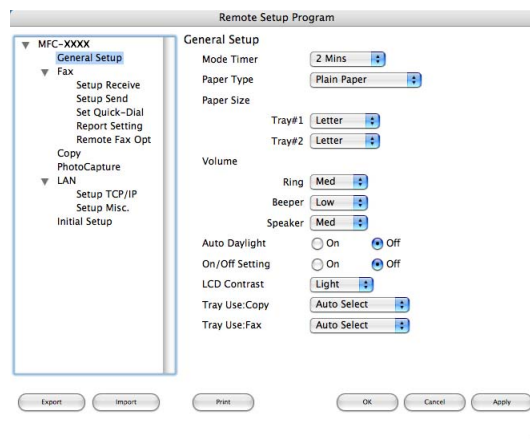 Remote Setup Program
MFC-XXXX
General Setup
Fax
Setup Receive
Setup Send
Set Quick-Dial
Report Setting
Remote Fax Opt
Copy
PhotoCapture
LAN
Setup TCP/IP
Setup Misc.
Initial Setup
General Setup
Mode Timer 2 Mins
Paper Type Plain Paper
Paper Size
Tray#1 Letter
Tray#2 Letter
Volume
Ring Med
Beeper Low
Speaker Med
Auto Daylight On Off
On/Off Setting On Off
LCD Contrast Light
Tray Use:Copy Auto Select
Tray Use:Fax Auto Select
Export Import Print OK Cancel Apply